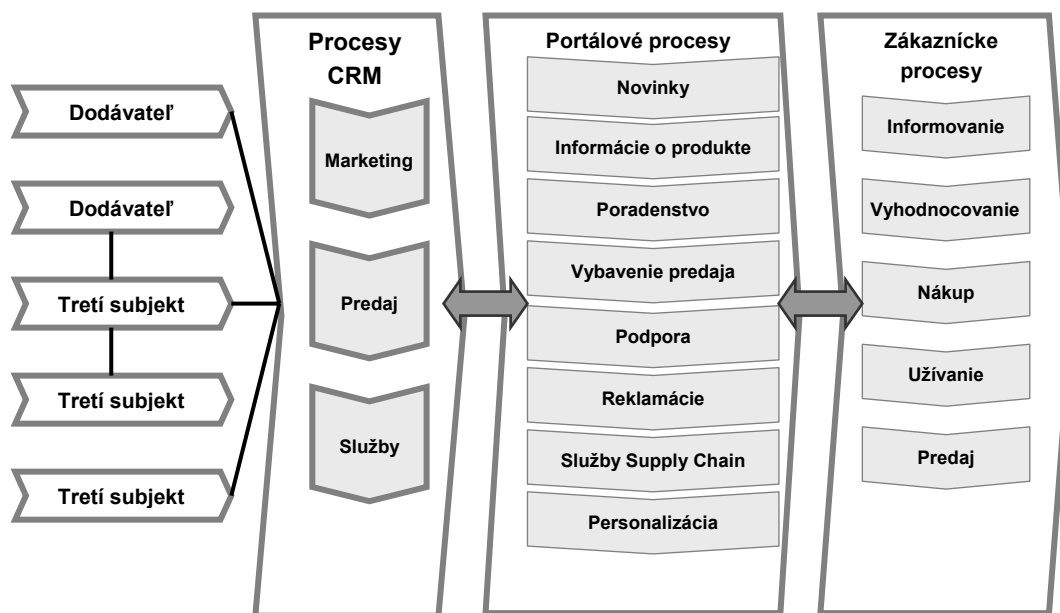 Dodávateľ
Dodávateľ
Tretí subjekt
Tretí subjekt
Tretí subjekt
Procesy
CRM
Marketing
Predaj
Služby
Portálové procesy
Novinky
Informácie o produkte
Poradenstvo
Vybavenie predaja
Podpora
Reklamácie
Služby Supply Chain
Personalizácia
Zákaznícke
procesy
Informovanie
Vyhodnocovanie
Nákup
Užívanie
Predaj